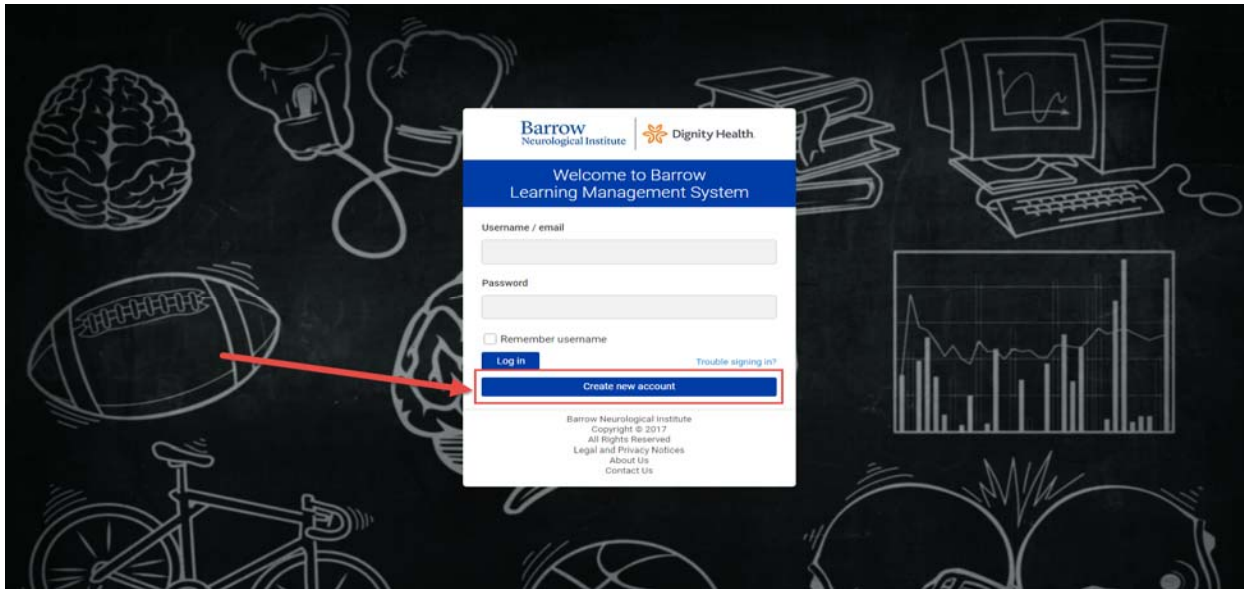 Barrow
Neurological Institute
Dignity Health
Welcome to Barrow
Learning Management System
Username / email
Password
Remember username
Log in
Trouble signing in?
Create new account
Barrow Neurological Institute
Copyright © 2017
All Rights Reserved
Legal and Privacy Notices
About Us
Contact Us